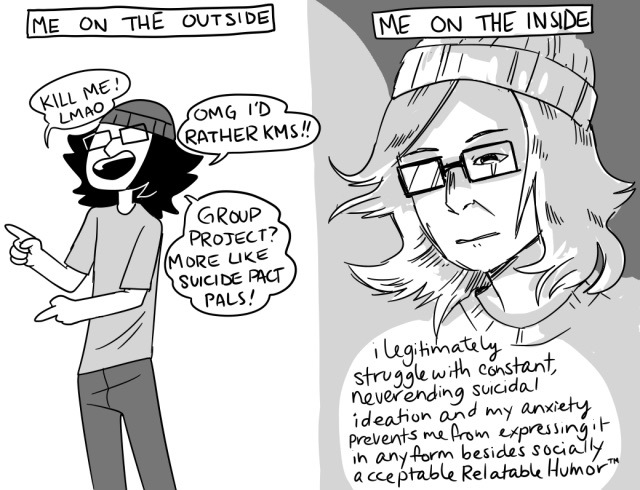 ME ON THE OUTSIDE
KILL ME!
LMAO
OMG I'D
RATHER KMS!!
GROUP
PROJECT?
MORE LIKE
SUICIDE PACT
PALS!
ME ON THE INSIDE
i legitimately
struggle with constant,
neverending suicidal
ideation and my anxiety
prevents me from expressing it
in any form besides socially
acceptable Relatable Humor™